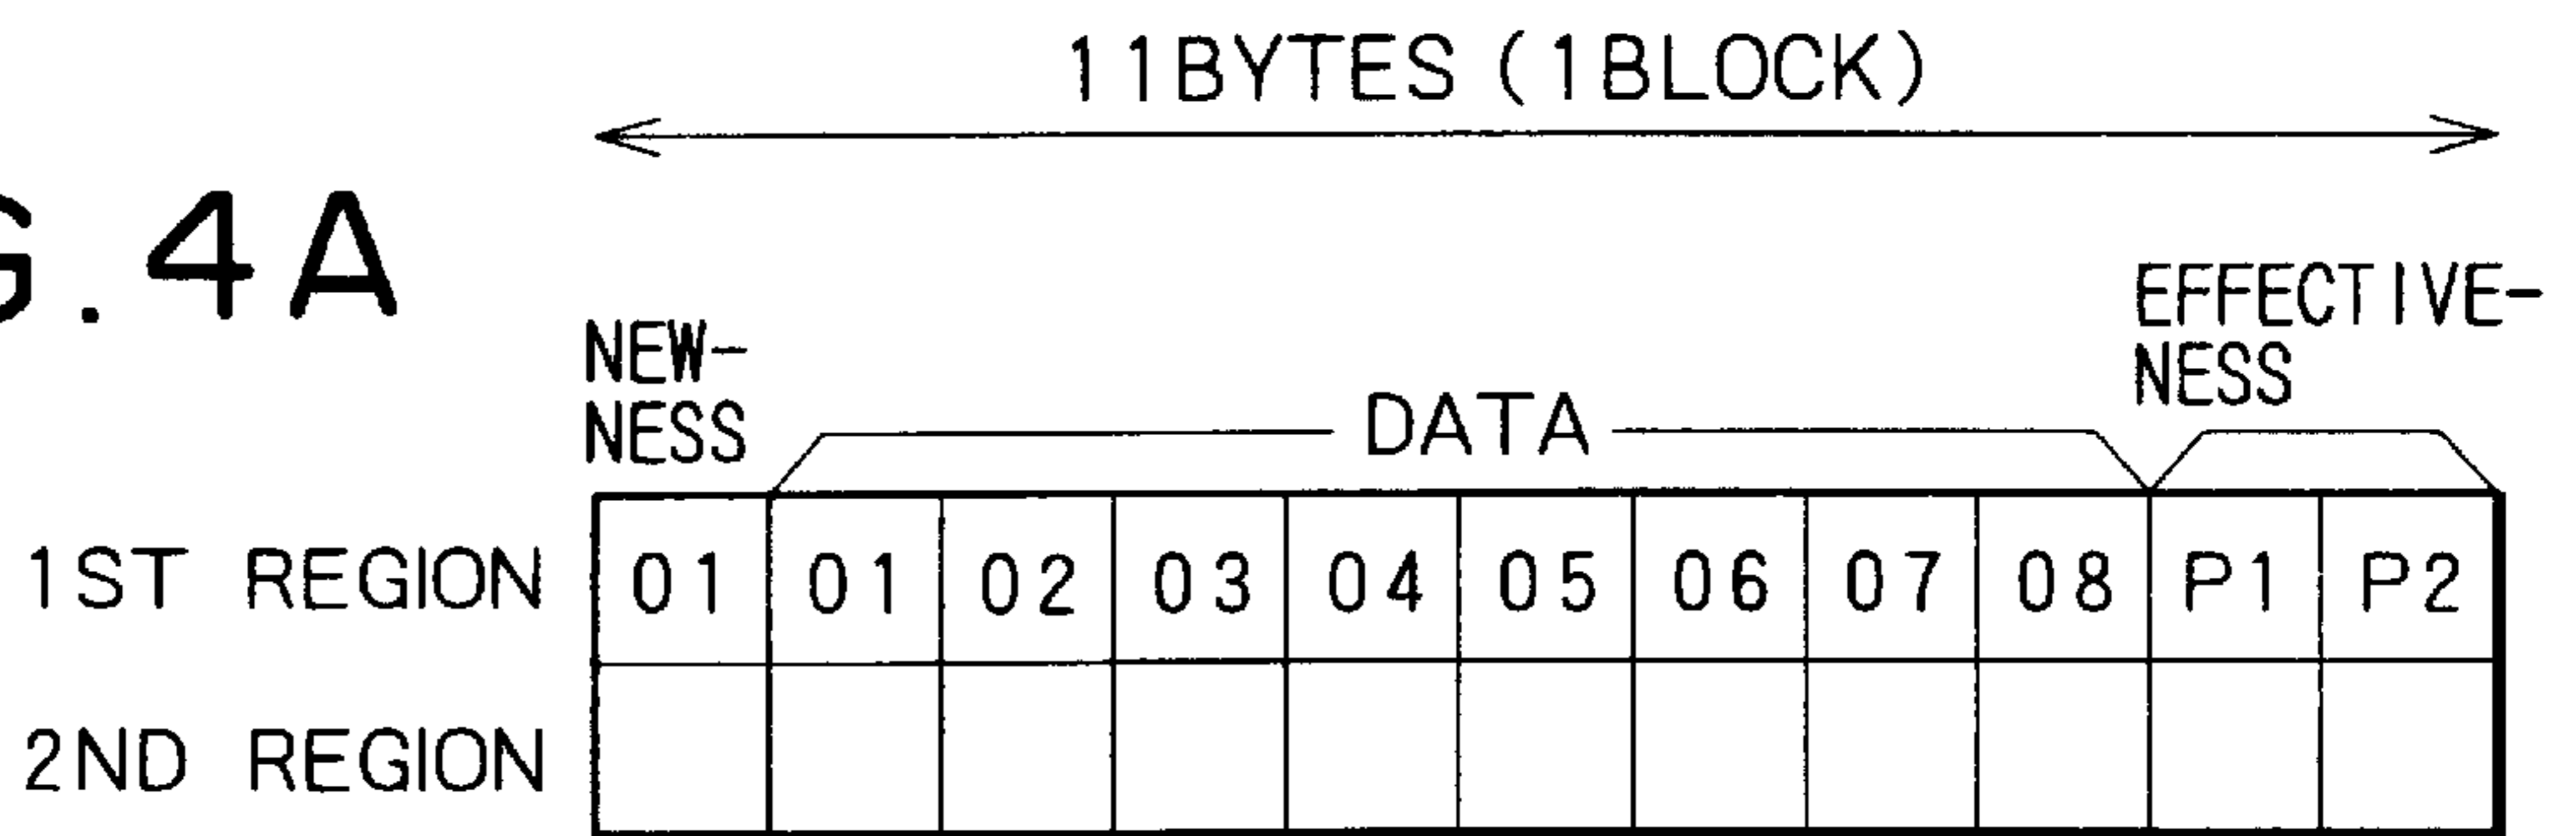 11BYTES (1BLOCK)
G.4A
NEW-
NESS
DATA
EFFECTIVE-
NESS
1ST REGION 01 01 02 03 04 05 06 07 08 P1 P2
2ND REGION